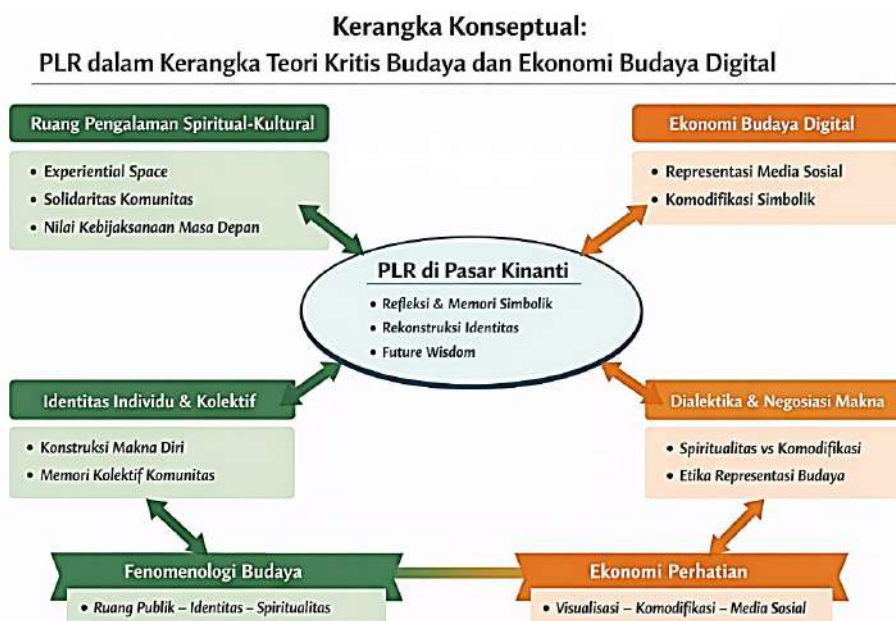 Kerangka Konseptual:
PLR dalam Kerangka Teori Kritis Budaya dan Ekonomi Budaya Digital
Ruang Pengalaman Spiritual-Kultural
• Experiential Space
• Solidaritas Komunitas
• Nilai Kebijaksanaan Masa Depan
Ekonomi Budaya Digital
• Representasi Media Sosial
• Komodifikasi Simbolik
PLR di Pasar Kinanti
• Refleksi & Memori Simbolik
• Rekonstruksi Identitas
• Future Wisdom
Identitas Individu & Kolektif
• Konstruksi Makna Diri
• Memori Kolektif Komunitas
Dialektika & Negosiasi Makna
• Spiritualitas vs Komodifikasi
• Etika Representasi Budaya
Fenomenologi Budaya
• Ruang Publik – Identitas – Spiritualitas
Ekonomi Perhatian
• Visualisasi – Komodifikasi – Media Sosial